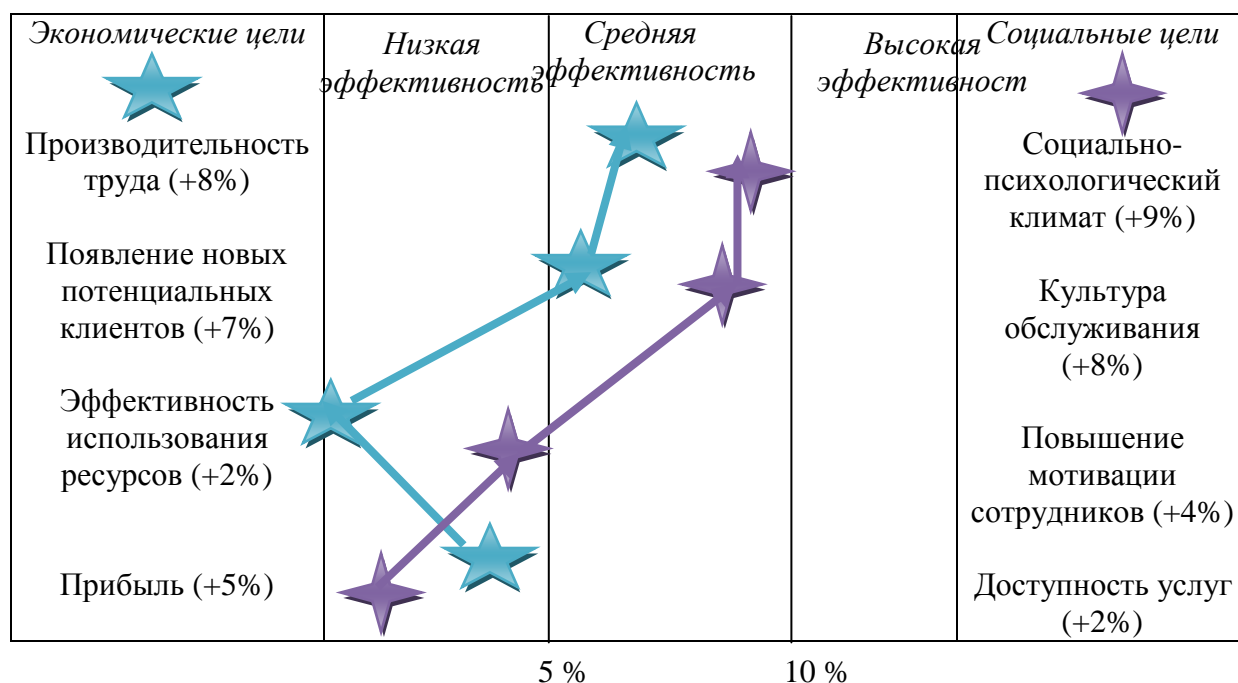 Экономические цели
Производительность
труда (+8%)
Появление новых
потенциальных
клиентов (+7%)
Эффективность
использования
ресурсов (+2%)
Прибыль (+5%)
Низкая
эффективность
Средняя
эффективность
Высокая
эффективност
Социальные цели
Социально-
психологический
климат (+9%)
Культура
обслуживания
(+8%)
Повышение
мотивации
сотрудников (+4%)
Доступность услуг
(+2%)
5 %
10 %